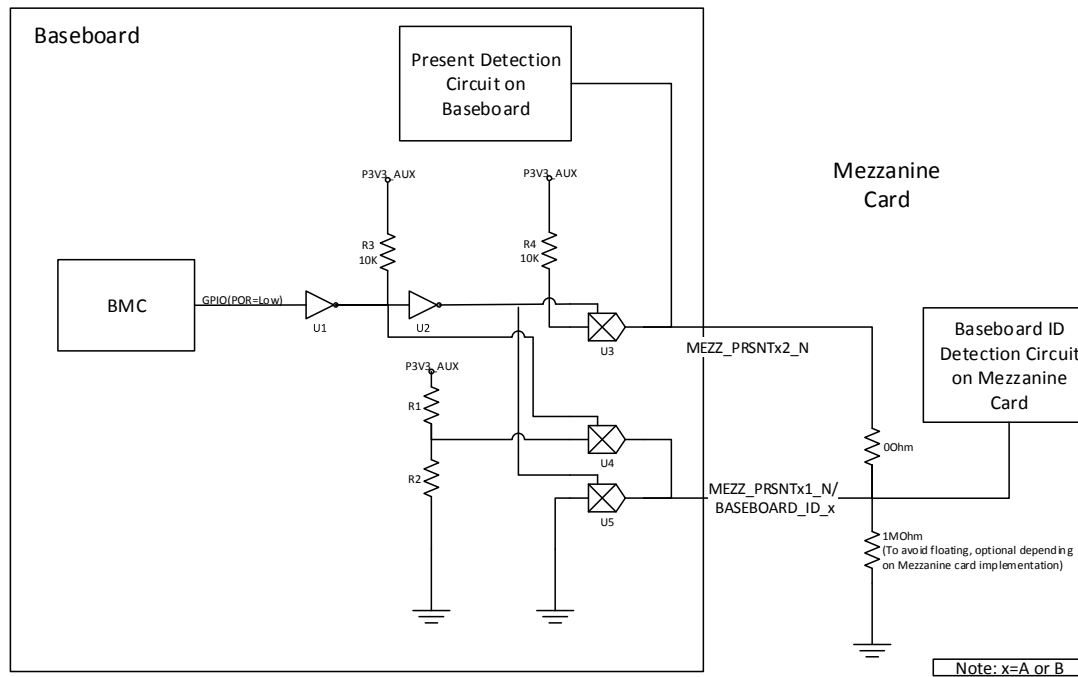 Baseboard
Present Detection
Circuit on
Baseboard
Mezzanine
Card
P3V3_AUX
P3V3_AUX
R3
10K
R4
10K
BMC
GPIO(POR=Low)
U1
U2
U3
MEZZ_PRSNTx2_N
Baseboard ID
Detection Circuit
on Mezzanine
Card
P3V3_AUX
R1
R2
U4
U5
0Ohm
MEZZ_PRSNTx1_N/
BASEBOARD_ID_x
1MOhm
(To avoid floating, optional depending
on Mezzanine card implementation)
Note: x=A or B